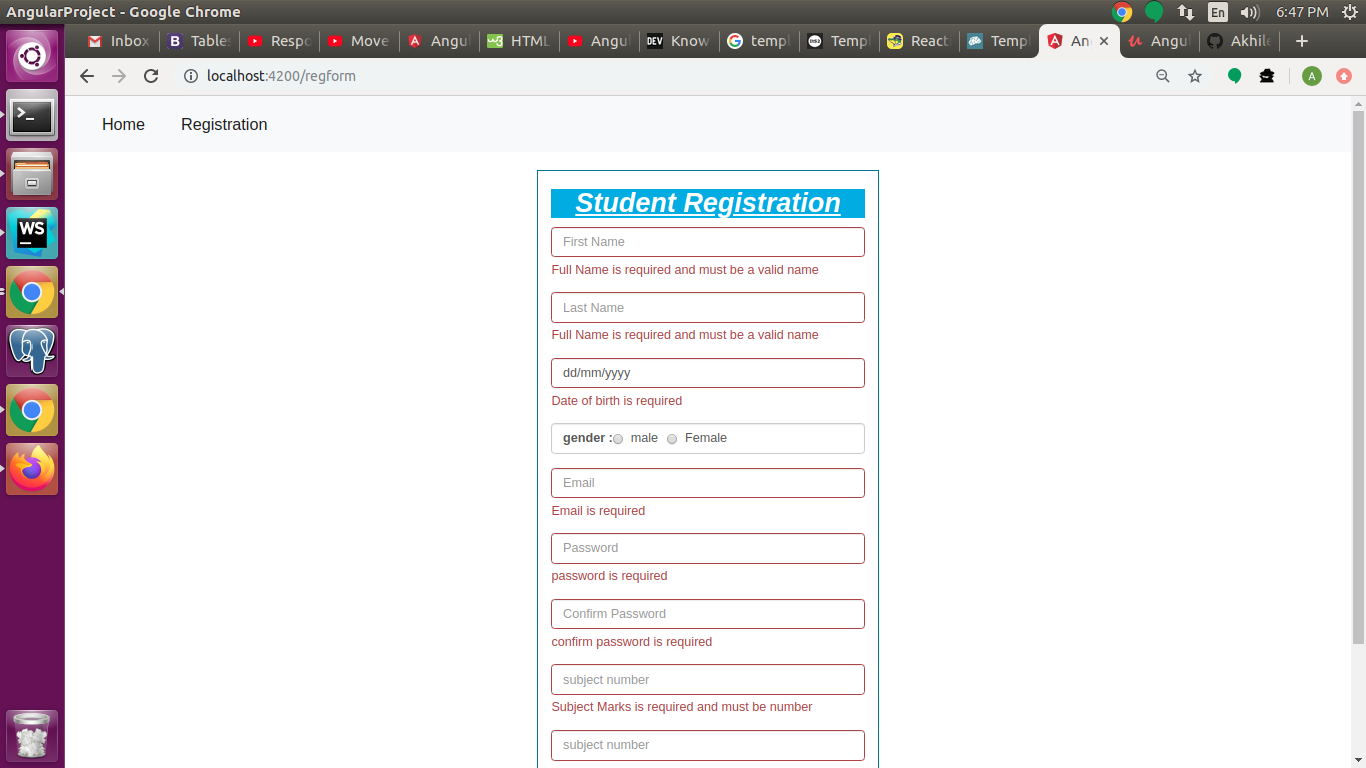 AngularProject - Google Chrome
En
6:47 PM
Inbox
B
Table
Respo
Move
Angu
HTML
Angu
DEV
Know
templ
Templ
React
Templ
An
Angu
Akhil
localhost:4200/regform
A
Home
Registration
Student Registration
First Name
Full Name is required and must be a valid name
Last Name
Full Name is required and must be a valid name
dd/mm/yyyy
Date of birth is required
gender : male Female
Email
Email is required
Password
password is required
Confirm Password
confirm password is required
subject number
Subject Marks is required and must be number
subject number
WS